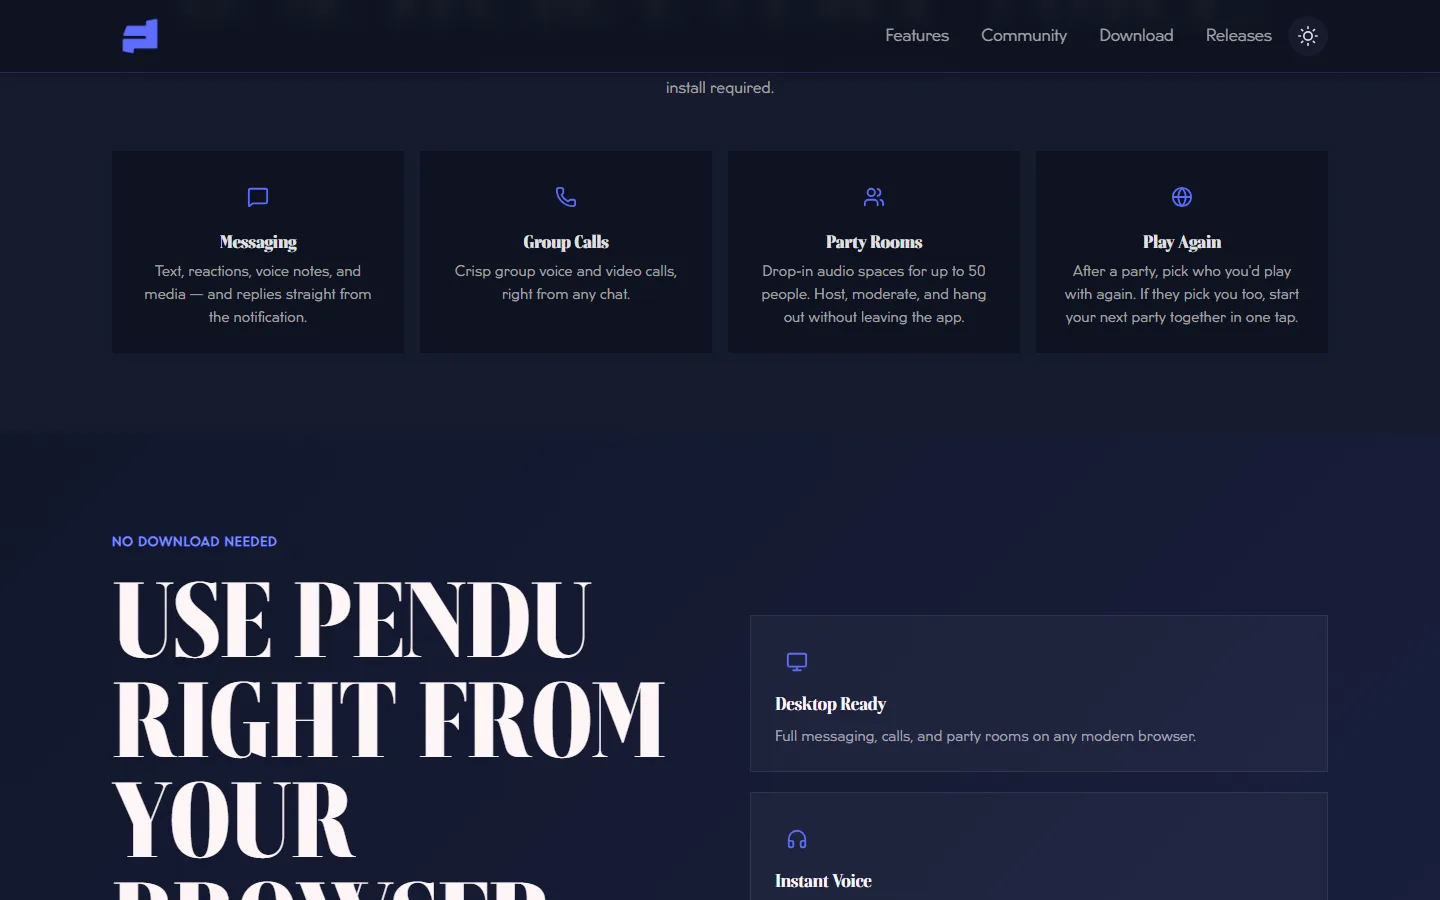 Features
Community
Download
Releases
install required.
Messaging
Text, reactions, voice notes, and
media — and replies straight from
the notification.
Group Calls
Crisp group voice and video calls,
right from any chat.
Party Rooms
Drop-in audio spaces for up to 50
people. Host, moderate, and hang
out without leaving the app.
Play Again
After a party, pick who you'd play
with again. If they pick you too, start
your next party together in one tap.
NO DOWNLOAD NEEDED
USE PENDU
RIGHT FROM
YOUR
BROWSER
Desktop Ready
Full messaging, calls, and party rooms on any modern browser.
Instant Voice